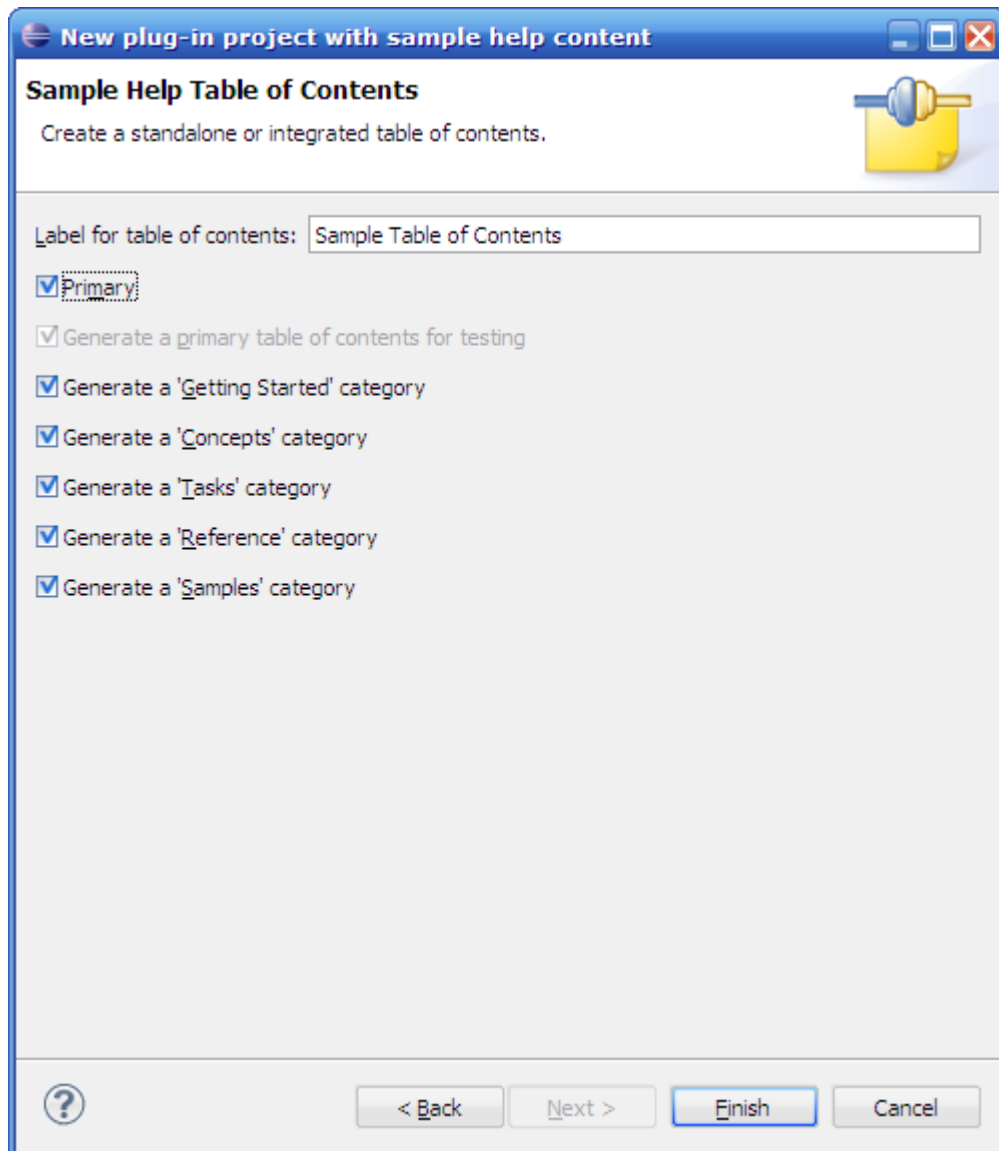 New plug-in project with sample help content
Sample Help Table of Contents
Create a standalone or integrated table of contents.
Label for table of contents: Sample Table of Contents
Primary
Generate a primary table of contents for testing
Generate a 'Getting Started' category
Generate a 'Concepts' category
Generate a 'Tasks' category
Generate a 'Reference' category
Generate a 'Samples' category
? < Back Next > Finish Cancel